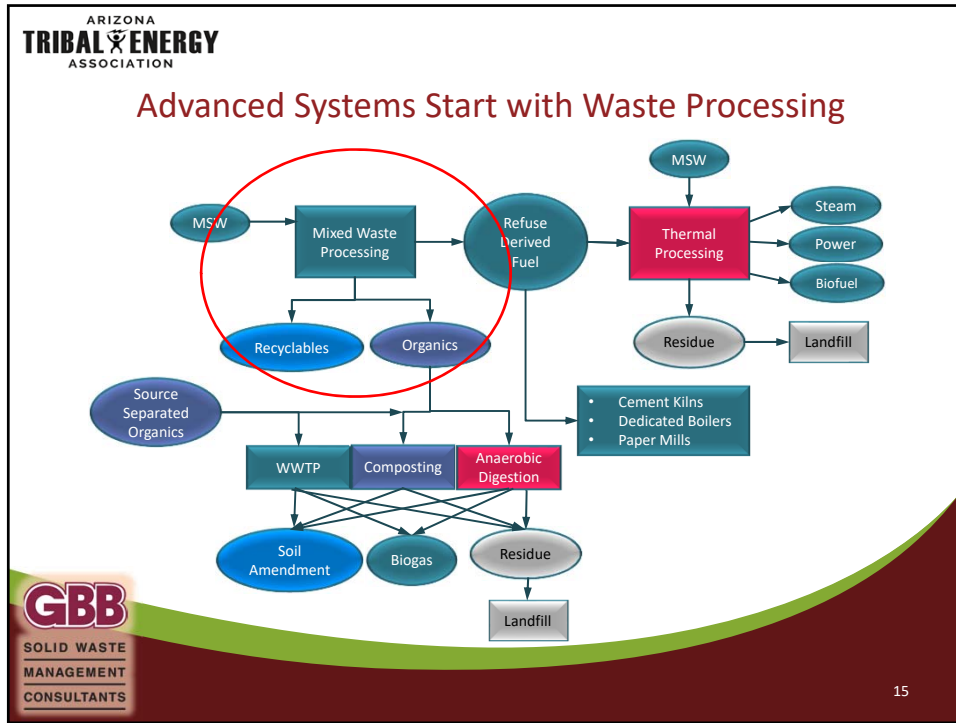 ARIZONA
TRIBAL ENERGY
ASSOCIATION
Advanced Systems Start with Waste Processing
MSW
Mixed Waste
Processing
Refuse
Derived
Fuel
MSW
Thermal
Processing
Steam
Power
Biofuel
Recyclables
Organics
Residue
Landfill
Source
Separated
Organics
• Cement Kilns
• Dedicated Boilers
• Paper Mills
WWTP
Composting
Anaerobic
Digestion
Soil
Amendment
Biogas
Residue
Landfill
GBB
SOLID WASTE
MANAGEMENT
CONSULTANTS
15